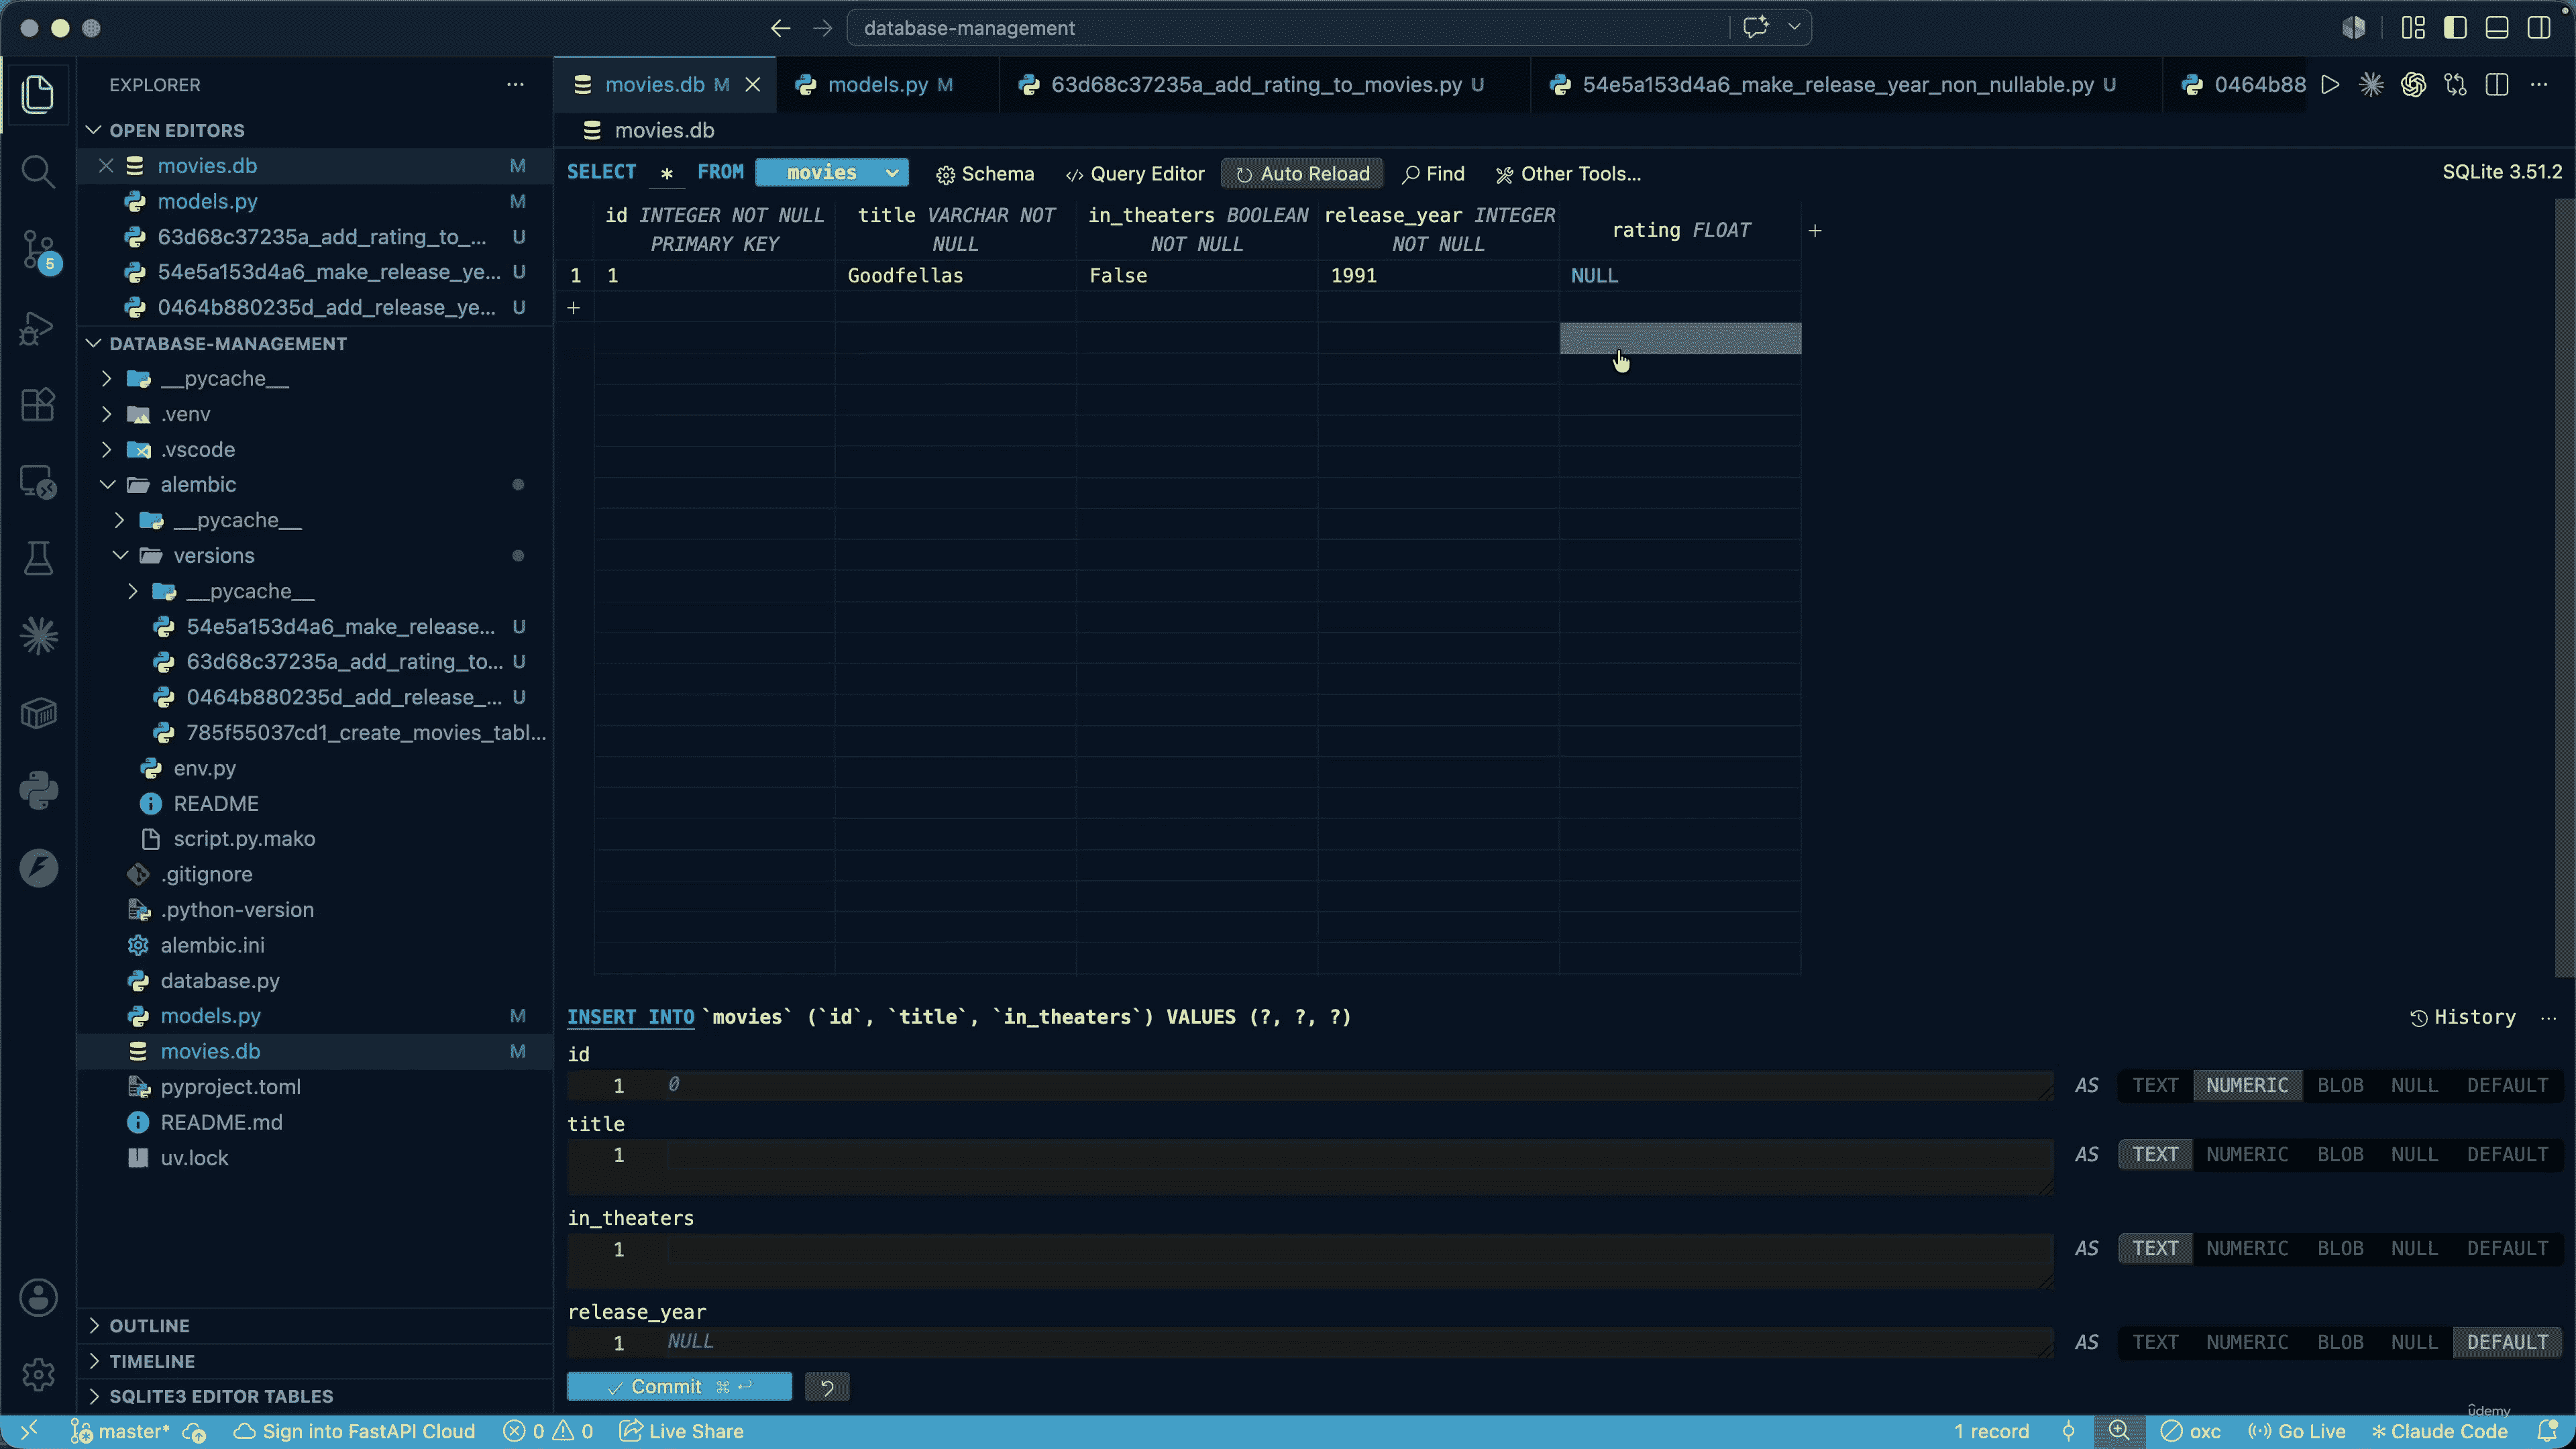 database-management
EXPLORER
OPEN EDITORS
movies.db M
models.py M
63d68c37235a_add_rating_to_... U
54e5a153d4a6_make_release_ye... U
0464b880235d_add_release_ye... U
DATABASE-MANAGEMENT
__pycache__
.venv
.vscode
alembic
__pycache__
versions
__pycache__
54e5a153d4a6_make_release... U
63d68c37235a_add_rating_to... U
0464b880235d_add_release_... U
785f55037cd1_create_movies_tabl...
env.py
README
script.py.mako
.gitignore
.python-version
alembic.ini
database.py
models.py M
movies.db M
pyproject.toml
README.md
uv.lock
OUTLINE
TIMELINE
SQLITE3 EDITOR TABLES
5
movies.db M models.py M 63d68c37235a_add_rating_to_movies.py U 54e5a153d4a6_make_release_year_non_nullable.py U 0464b88
movies.db
SELECT * FROM movies Schema Query Editor Auto Reload Find Other Tools... SQLite 3.51.2
id INTEGER NOT NULL PRIMARY KEY
title VARCHAR NOT NULL
in_theaters BOOLEAN NOT NULL
release_year INTEGER NOT NULL
rating FLOAT +
1 1 Goodfellas False 1991 NULL
+
INSERT INTO `movies` (`id`, `title`, `in_theaters`) VALUES (?, ?, ?) History ...
id
1 0 AS TEXT NUMERIC BLOB NULL DEFAULT
title
1 AS TEXT NUMERIC BLOB NULL DEFAULT
in_theaters
1 AS TEXT NUMERIC BLOB NULL DEFAULT
release_year
1 NULL AS TEXT NUMERIC BLOB NULL DEFAULT
Commit ⌘ ↩
udemy
master* Sign into FastAPI Cloud 0 0 Live Share 1 record oxc Go Live Claude Code